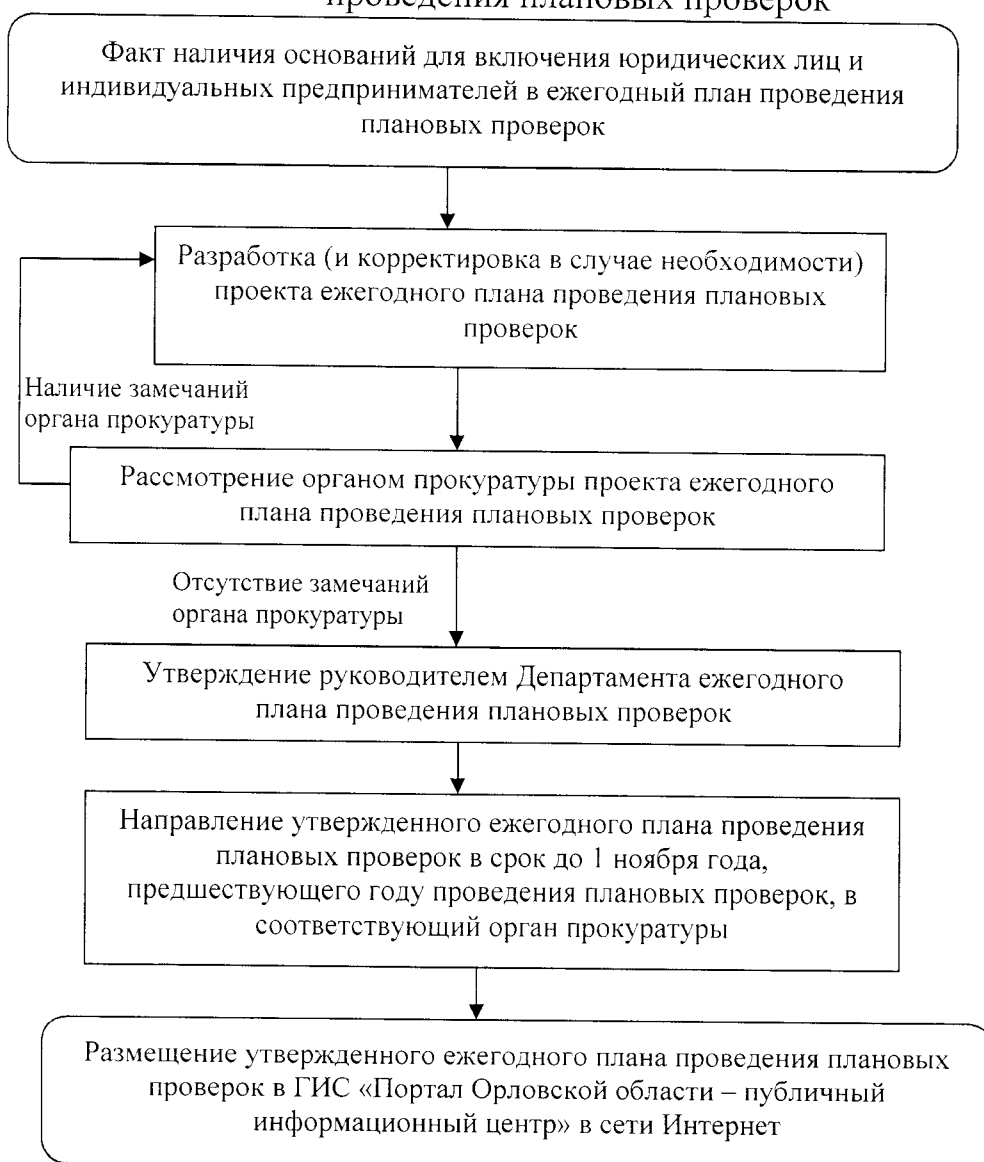 проведения плановых проверок
Факт наличия оснований для включения юридических лиц и
индивидуальных предпринимателей в ежегодный план проведения
плановых проверок
Разработка (и корректировка в случае необходимости)
проекта ежегодного плана проведения плановых
проверок
Наличие замечаний
органа прокуратуры
Рассмотрение органом прокуратуры проекта ежегодного
плана проведения плановых проверок
Отсутствие замечаний
органа прокуратуры
Утверждение руководителем Департамента ежегодного
плана проведения плановых проверок
Направление утвержденного ежегодного плана проведения
плановых проверок в срок до 1 ноября года,
предшествующего году проведения плановых проверок, в
соответствующий орган прокуратуры
Размещение утвержденного ежегодного плана проведения плановых
проверок в ГИС «Портал Орловской области – публичный
информационный центр» в сети Интернет